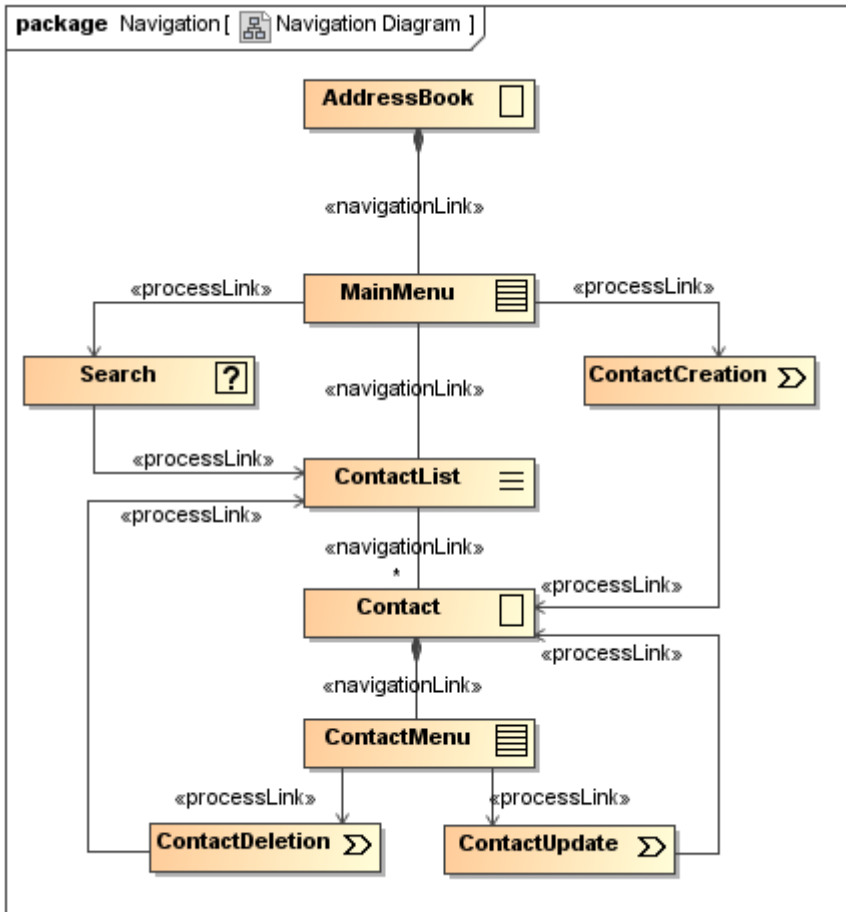 package Navigation [ Navigation Diagram ]
AddressBook
«navigationLink»
«processLink»
MainMenu
«processLink»
Search ?
«navigationLink»
ContactCreation
«processLink»
ContactList
«processLink»
«navigationLink»
*
«processLink»
Contact
«processLink»
«navigationLink»
ContactMenu
«processLink»
«processLink»
ContactDeletion
ContactUpdate